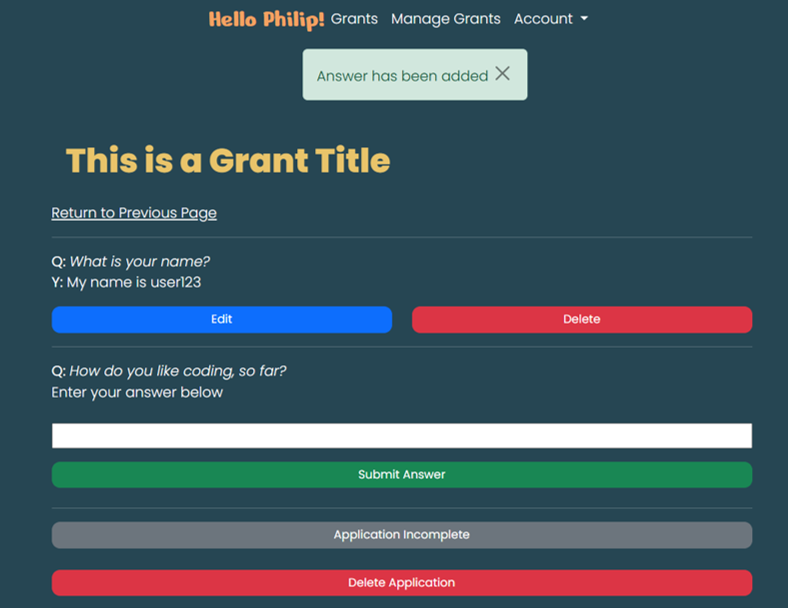 Hello Philip! Grants Manage Grants Account
Answer has been added
This is a Grant Title
Return to Previous Page
Q: What is your name?
Y: My name is user123
Edit Delete
Q: How do you like coding, so far?
Enter your answer below
Submit Answer
Application Incomplete
Delete Application